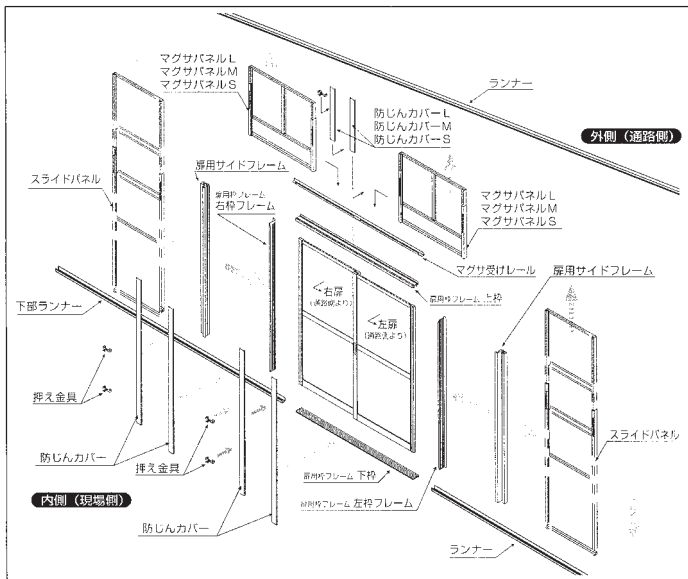 マグサパネルL
マグサパネルM
マグサパネルS
ランナー
防じんカバーL
防じんカバーM
防じんカバーS
外側（通路側）
扉用サイドフレーム
スライドパネル
扉用枠フレーム
右枠フレーム
マグサパネルL
マグサパネルM
マグサパネルS
マグサ受けレール
扉用サイドフレーム
右扉
（通路側より）
扉用枠フレーム 上枠
下部ランナー
左扉
（通路側より）
押え金具
スライドパネル
防じんカバー
押え金具
扉用枠フレーム 下枠
内側（現場側）
扉用枠フレーム 左枠フレーム
防じんカバー
ランナー